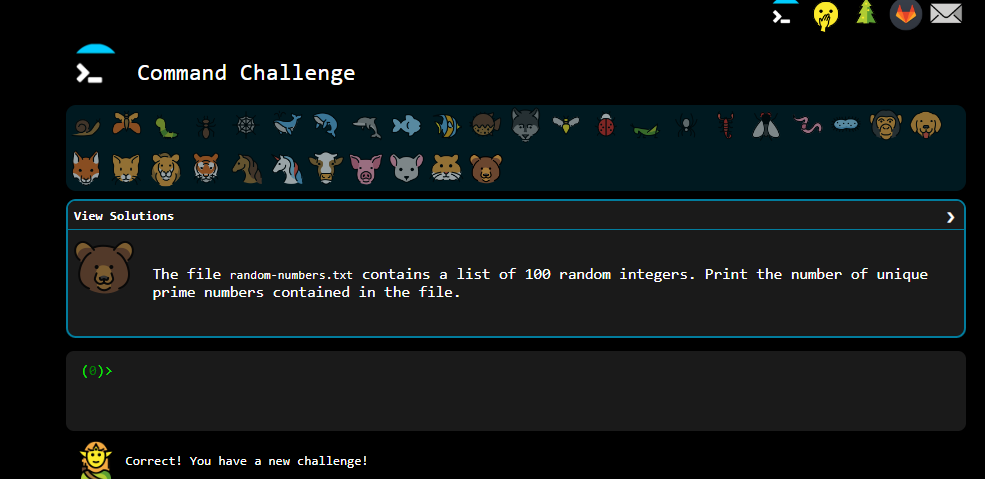 Command Challenge
View Solutions
The file random-numbers.txt contains a list of 100 random integers. Print the number of unique
prime numbers contained in the file.
(0)>
Correct! You have a new challenge!